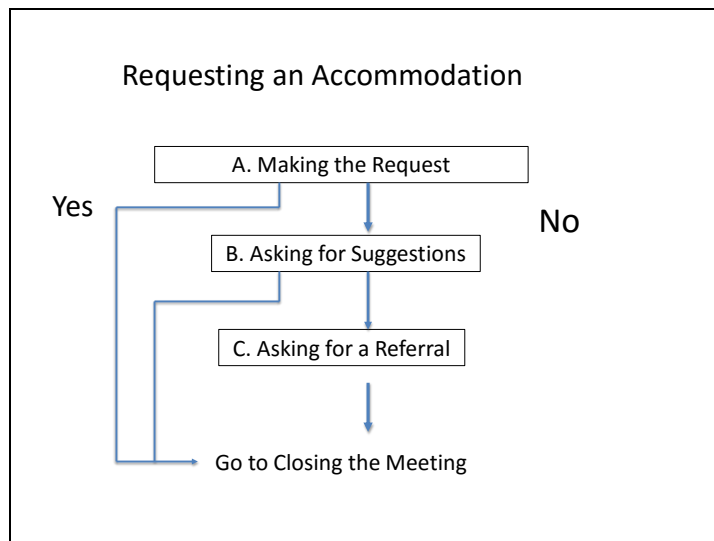 Requesting an Accommodation
A. Making the Request
Yes
No
B. Asking for Suggestions
C. Asking for a Referral
Go to Closing the Meeting